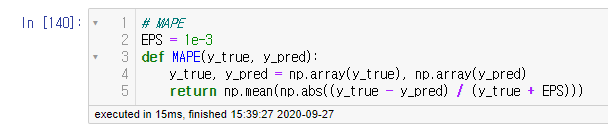 In [140]:
1 # MAPE
2 EPS = 1e-3
3 def MAPE(y_true, y_pred):
4 y_true, y_pred = np.array(y_true), np.array(y_pred)
5 return np.mean(np.abs((y_true - y_pred) / (y_true + EPS)))
executed in 15ms, finished 15:39:27 2020-09-27